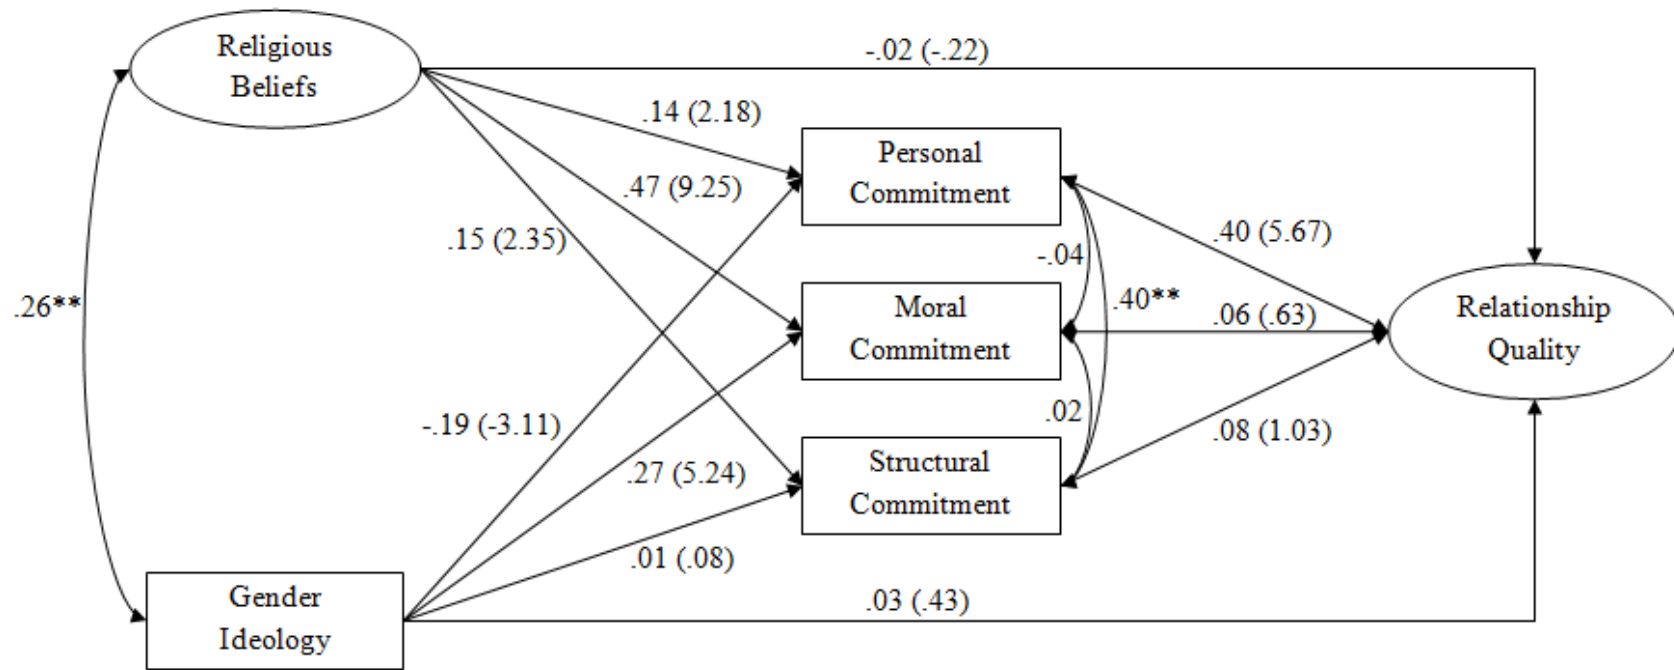 Religious
Beliefs
-.02 (-.22)
.14 (2.18)
Personal
Commitment
.47 (9.25)
.15 (2.35)
.40 (5.67)
-.04
.26**
.40**
Moral
Commitment
.06 (.63)
Relationship
Quality
-.19 (-3.11)
.02
.08 (1.03)
.27 (5.24)
Structural
Commitment
.01 (.08)
Gender
Ideology
.03 (.43)